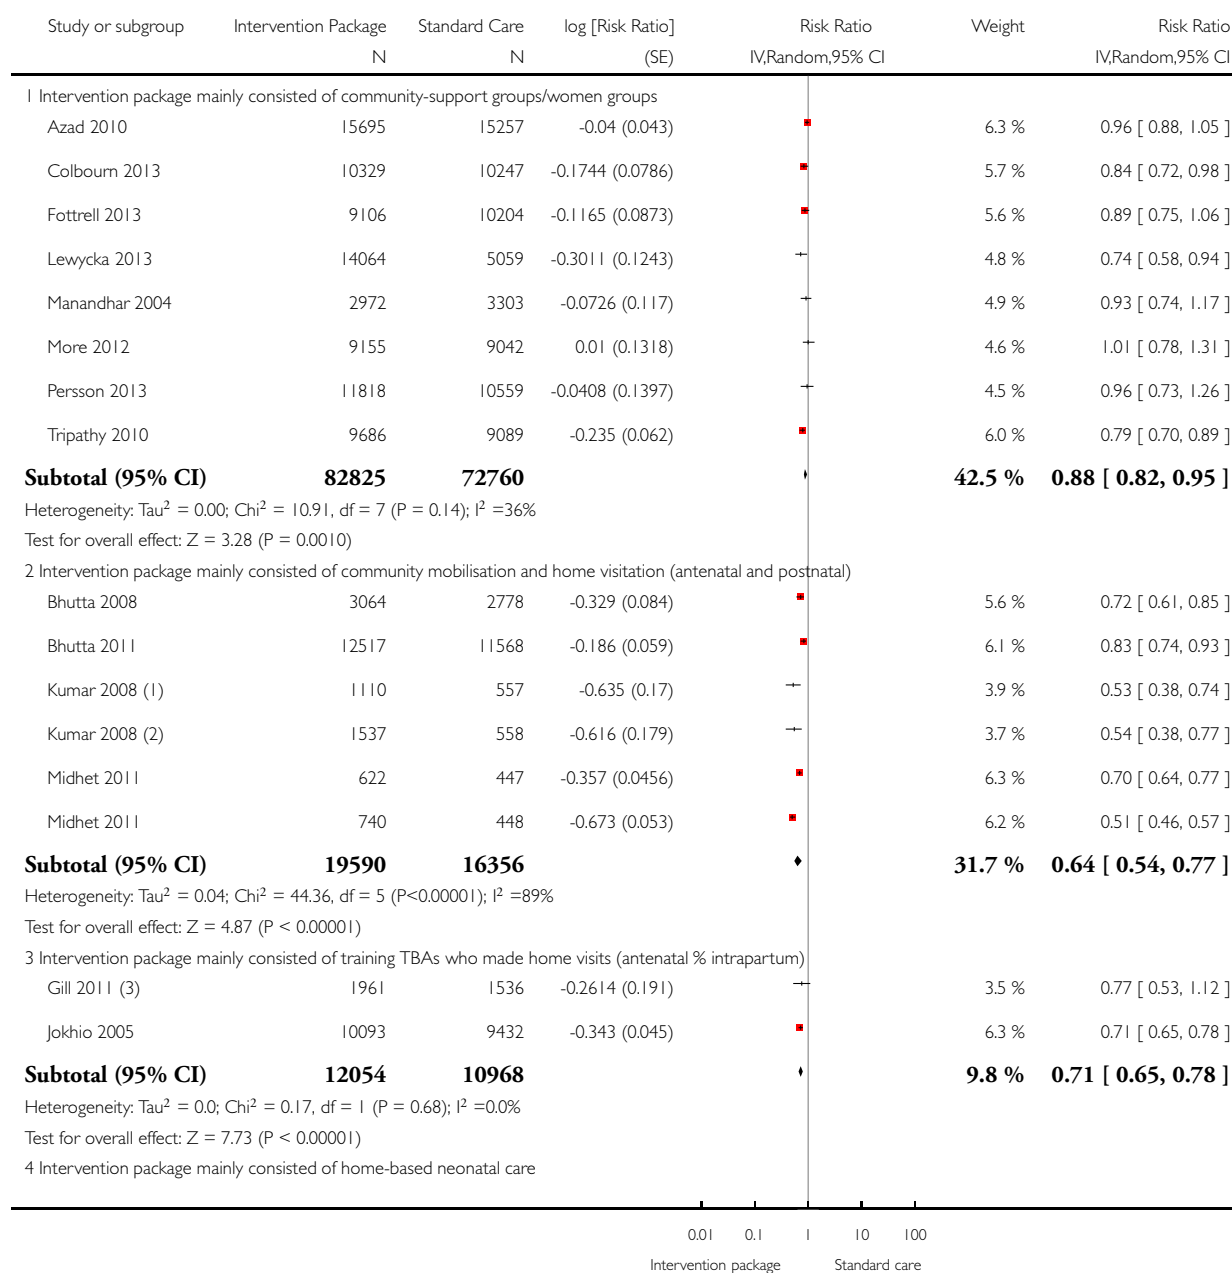 Study or subgroup Intervention Package Standard Care log [Risk Ratio] Risk Ratio Weight Risk Ratio
N N (SE) IV,Random,95% CI IV,Random,95% CI
1 Intervention package mainly consisted of community-support groups/women groups
Azad 2010 15695 15257 -0.04 (0.043) 6.3 % 0.96 [ 0.88, 1.05 ]
Colbourn 2013 10329 10247 -0.1744 (0.0786) 5.7 % 0.84 [ 0.72, 0.98 ]
Fottrell 2013 9106 10204 -0.1165 (0.0873) 5.6 % 0.89 [ 0.75, 1.06 ]
Lewycka 2013 14064 5059 -0.3011 (0.1243) 4.8 % 0.74 [ 0.58, 0.94 ]
Manandhar 2004 2972 3303 -0.0726 (0.117) 4.9 % 0.93 [ 0.74, 1.17 ]
More 2012 9155 9042 0.01 (0.1318) 4.6 % 1.01 [ 0.78, 1.31 ]
Persson 2013 11818 10559 -0.0408 (0.1397) 4.5 % 0.96 [ 0.73, 1.26 ]
Tripathy 2010 9686 9089 -0.235 (0.062) 6.0 % 0.79 [ 0.70, 0.89 ]
Subtotal (95% CI) 82825 72760 42.5 % 0.88 [ 0.82, 0.95 ]
Heterogeneity: Tau² = 0.00; Chi² = 10.91, df = 7 (P = 0.14); I² =36%
Test for overall effect: Z = 3.28 (P = 0.0010)
2 Intervention package mainly consisted of community mobilisation and home visitation (antenatal and postnatal)
Bhutta 2008 3064 2778 -0.329 (0.084) 5.6 % 0.72 [ 0.61, 0.85 ]
Bhutta 2011 12517 11568 -0.186 (0.059) 6.1 % 0.83 [ 0.74, 0.93 ]
Kumar 2008 (1) 1110 557 -0.635 (0.17) 3.9 % 0.53 [ 0.38, 0.74 ]
Kumar 2008 (2) 1537 558 -0.616 (0.179) 3.7 % 0.54 [ 0.38, 0.77 ]
Midhet 2011 622 447 -0.357 (0.0456) 6.3 % 0.70 [ 0.64, 0.77 ]
Midhet 2011 740 448 -0.673 (0.053) 6.2 % 0.51 [ 0.46, 0.57 ]
Subtotal (95% CI) 19590 16356 31.7 % 0.64 [ 0.54, 0.77 ]
Heterogeneity: Tau² = 0.04; Chi² = 44.36, df = 5 (P<0.00001); I² =89%
Test for overall effect: Z = 4.87 (P < 0.00001)
3 Intervention package mainly consisted of training TBAs who made home visits (antenatal % intrapartum)
Gill 2011 (3) 1961 1536 -0.2614 (0.191) 3.5 % 0.77 [ 0.53, 1.12 ]
Jokhio 2005 10093 9432 -0.343 (0.045) 6.3 % 0.71 [ 0.65, 0.78 ]
Subtotal (95% CI) 12054 10968 9.8 % 0.71 [ 0.65, 0.78 ]
Heterogeneity: Tau² = 0.0; Chi² = 0.17, df = 1 (P = 0.68); I² =0.0%
Test for overall effect: Z = 7.73 (P < 0.00001)
4 Intervention package mainly consisted of home-based neonatal care
0.01 0.1 1 10 100
Intervention package Standard care